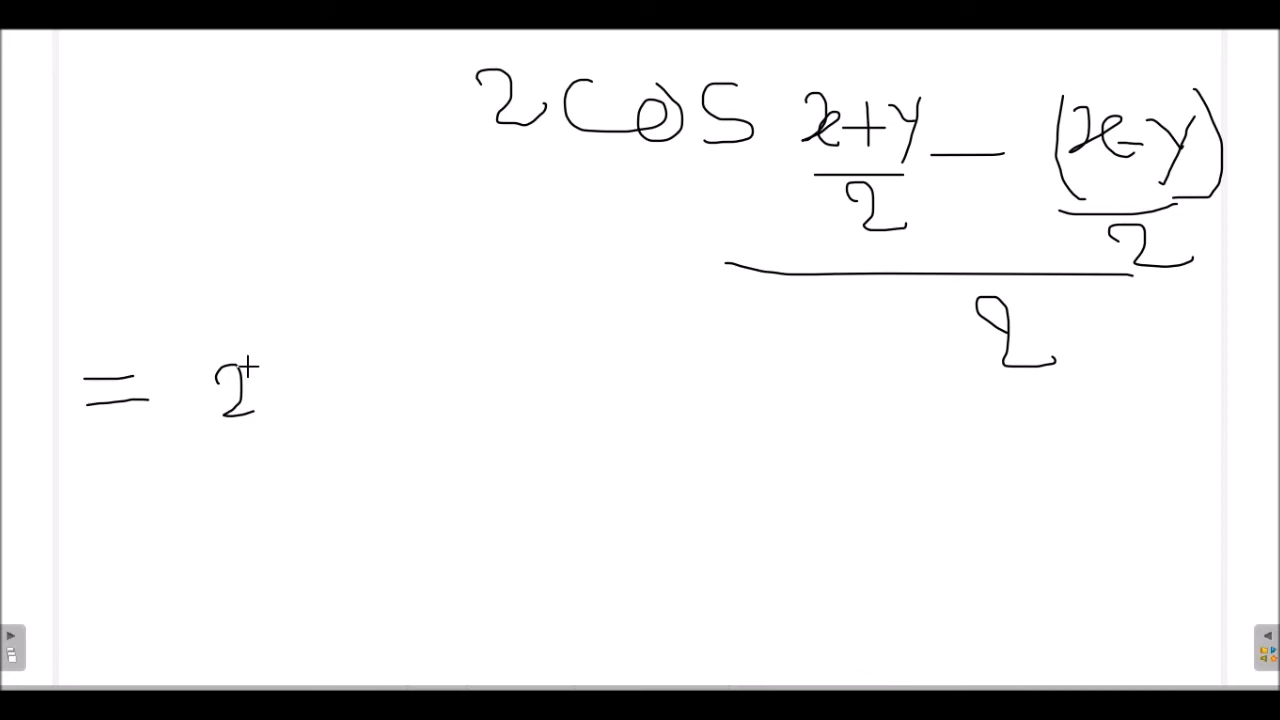 2 cos x+y/2 - (x-y)/2
2
= 2